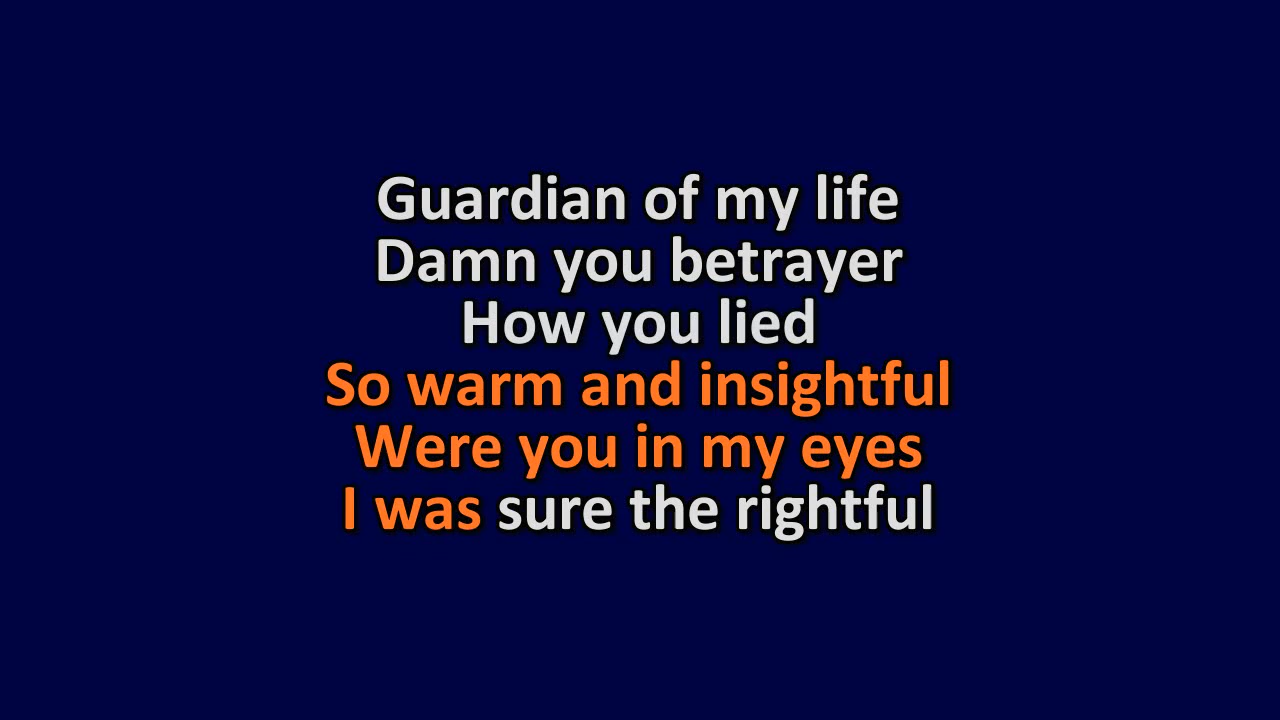 Guardian of my life
Damn you betrayer
How you lied
So warm and insightful
Were you in my eyes
I was sure the rightful